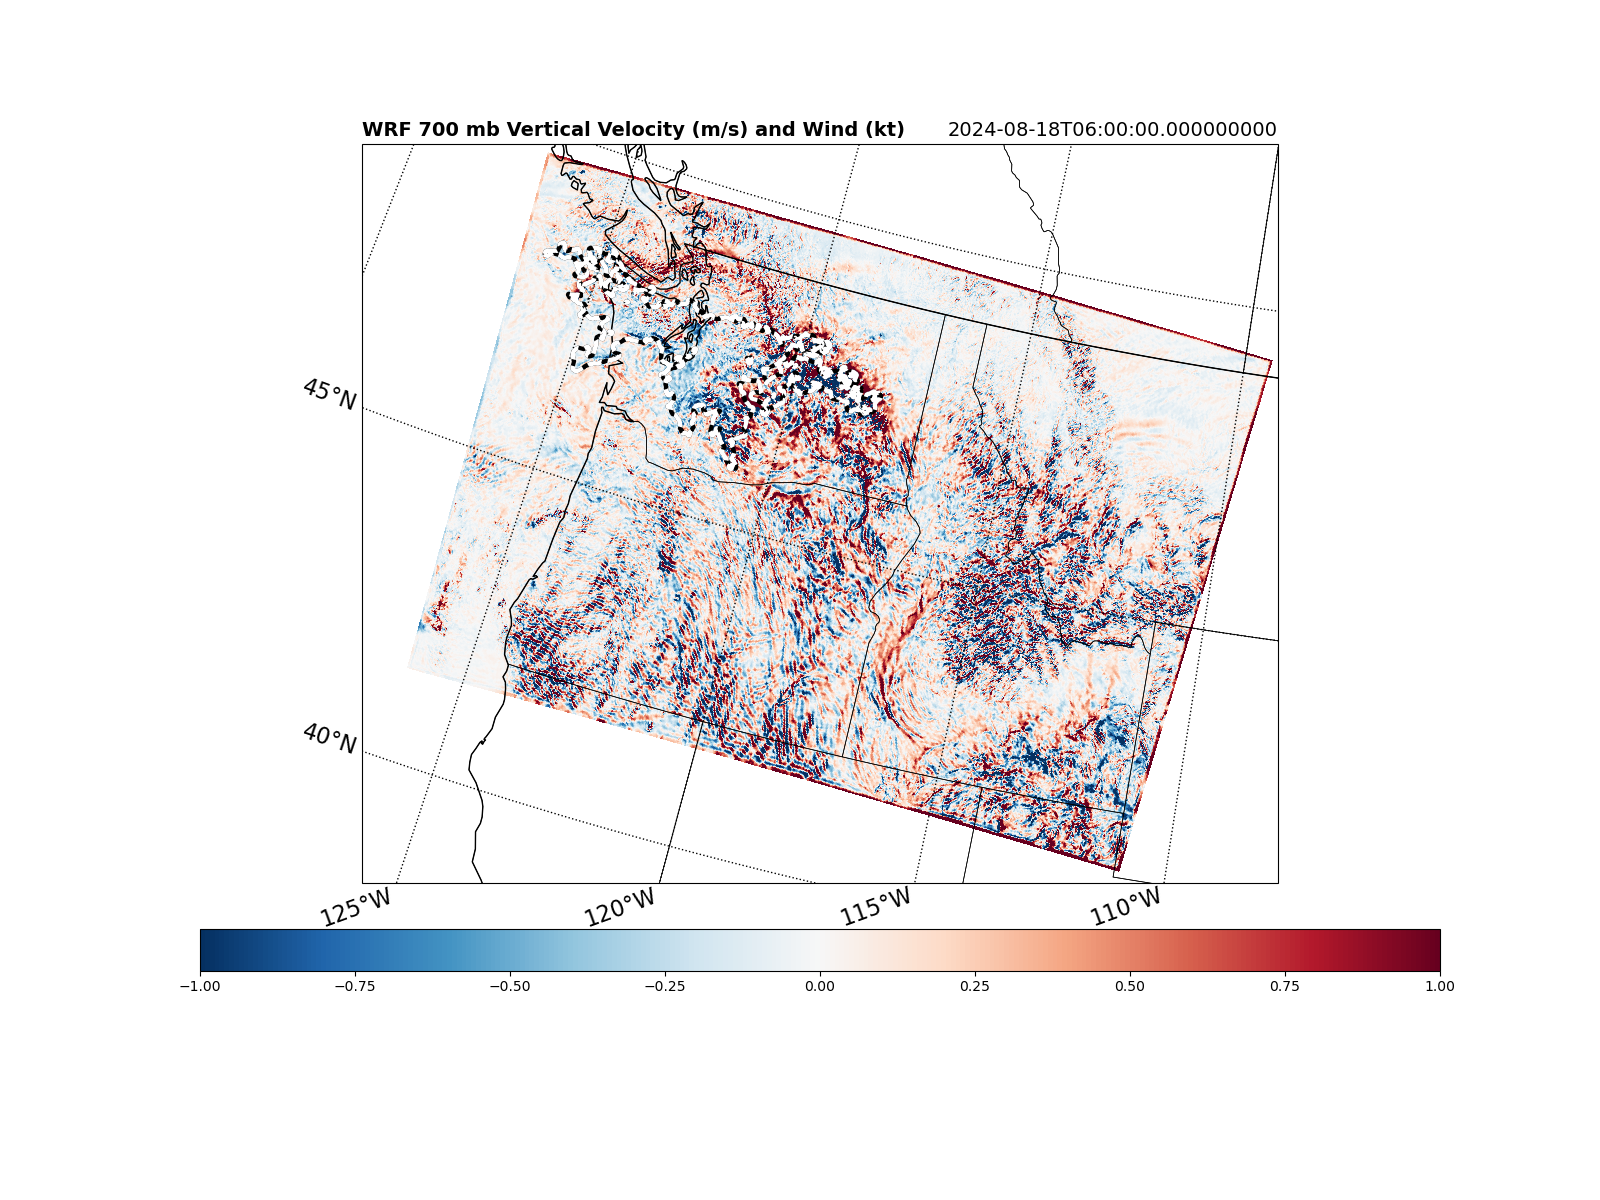 WRF 700 mb Vertical Velocity (m/s) and Wind (kt) 2024-08-18T06:00:00.000000000
45°N
40°N
125°W 120°W 115°W 110°W
−1.00 −0.75 −0.50 −0.25 0.00 0.25 0.50 0.75 1.00